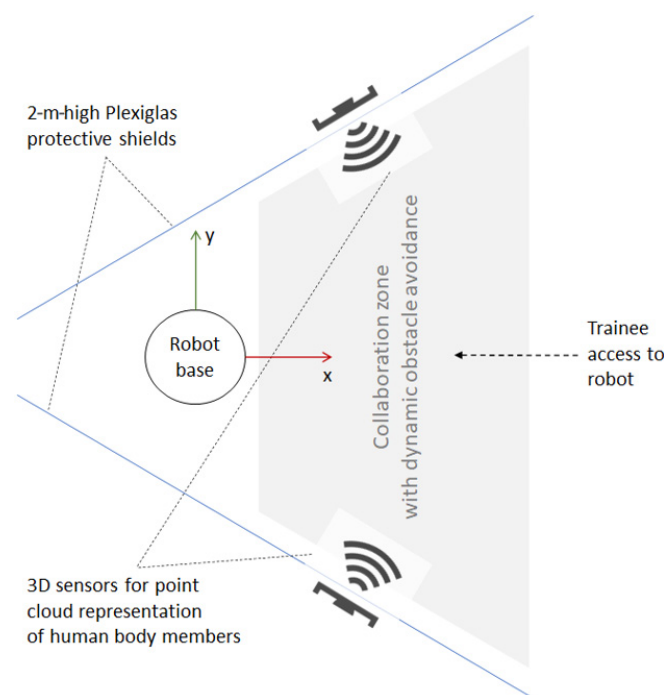 2-m-high Plexiglas
protective shields
y
Robot
base
x
Collaboration zone
with dynamic obstacle avoidance
Trainee
access to
robot
3D sensors for point
cloud representation
of human body members